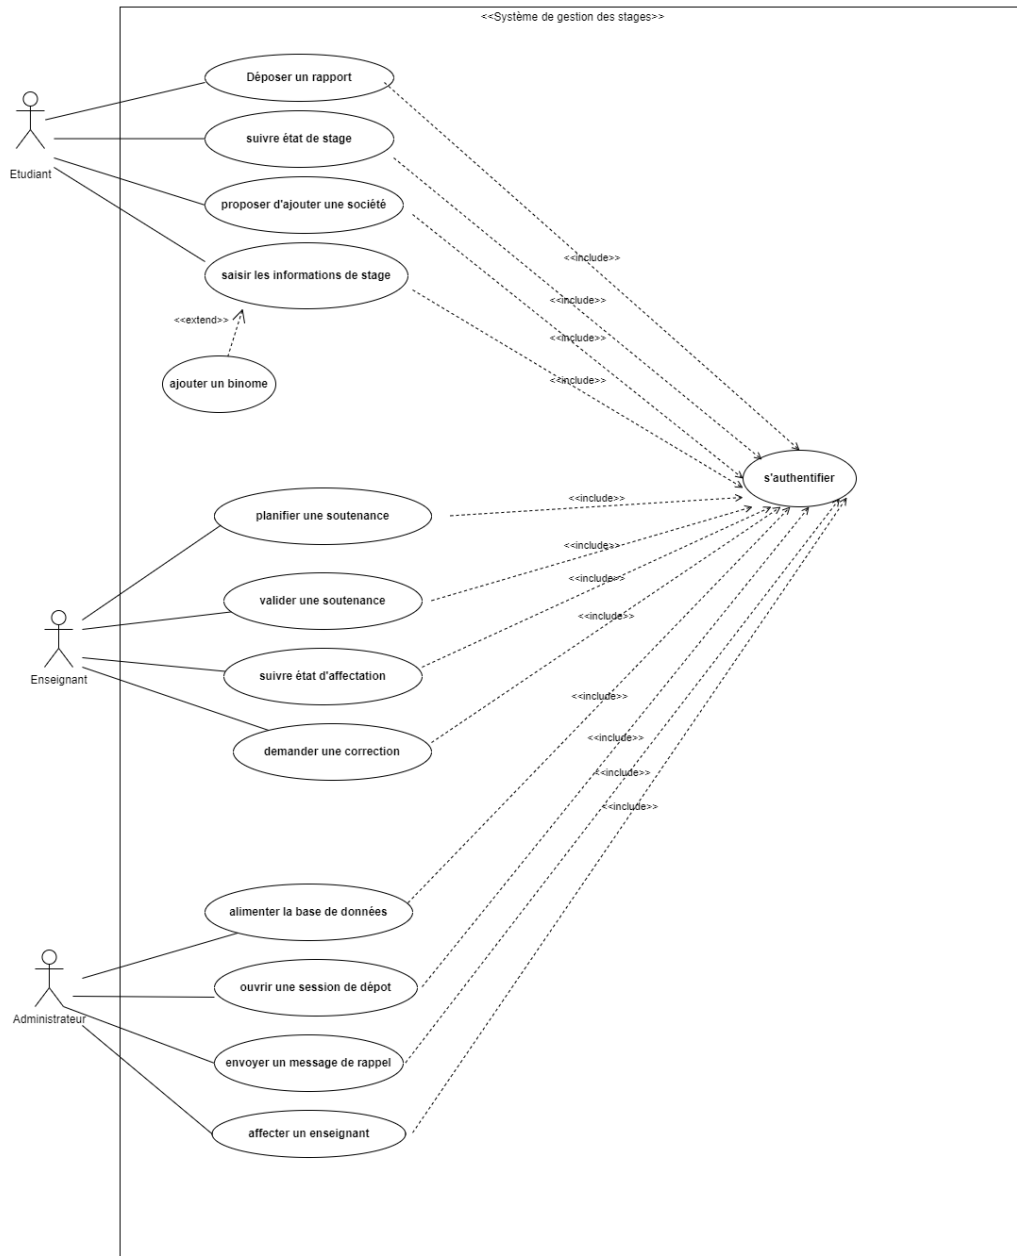 <<Système de gestion des stages>>
Déposer un rapport
suivre état de stage
Etudiant
proposer d'ajouter une société
<<include>>
saisir les informations de stage
<<include>>
<<extend>>
<<include>>
<<include>>
ajouter un binome
s'authentifier
<<include>>
planifier une soutenance
<<include>>
<<include>>
valider une soutenance
<<include>>
Enseignant
suivre état d'affectation
<<include>>
demander une correction
<<include>>
<<include>>
<<include>>
alimenter la base de données
ouvrir une session de dépot
Administrateur
envoyer un message de rappel
affecter un enseignant